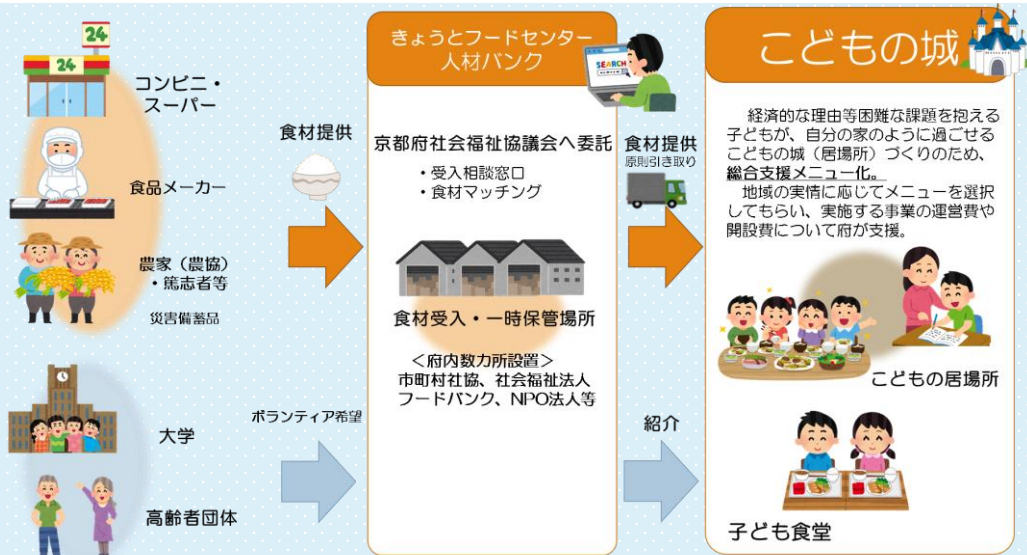 24
24
コンビニ・
スーパー
食品メーカー
農家（農協）
・篤志者等
災害備蓄品
大学
高齢者団体
食材提供
ボランティア希望
きょうとフードセンター
人材バンク
SEARCH
京都府社会福祉協議会へ委託
・受入相談窓口
・食材マッチング
食材受入・一時保管場所
＜府内数カ所設置＞
市町村社協、社会福祉法人
フードバンク、NPO法人等
食材提供
原則引き取り
紹介
こどもの城
経済的な理由等困難な課題を抱える
子どもが、自分の家のように過ごせる
こどもの城（居場所）づくりのため、
総合支援メニュー化。
地域の実情に応じてメニューを選択
してもらい、実施する事業の運営費や
開設費について府が支援。
こどもの居場所
子ども食堂